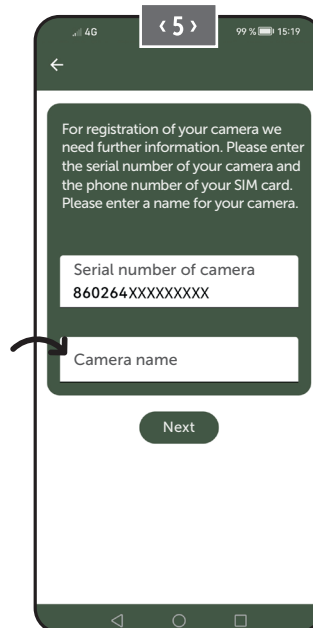 ‹ 5 ›
4G
99 % 15:19
For registration of your camera we
need further information. Please enter
the serial number of your camera and
the phone number of your SIM card.
Please enter a name for your camera.
Serial number of camera
860264XXXXXXXXX
Camera name
Next